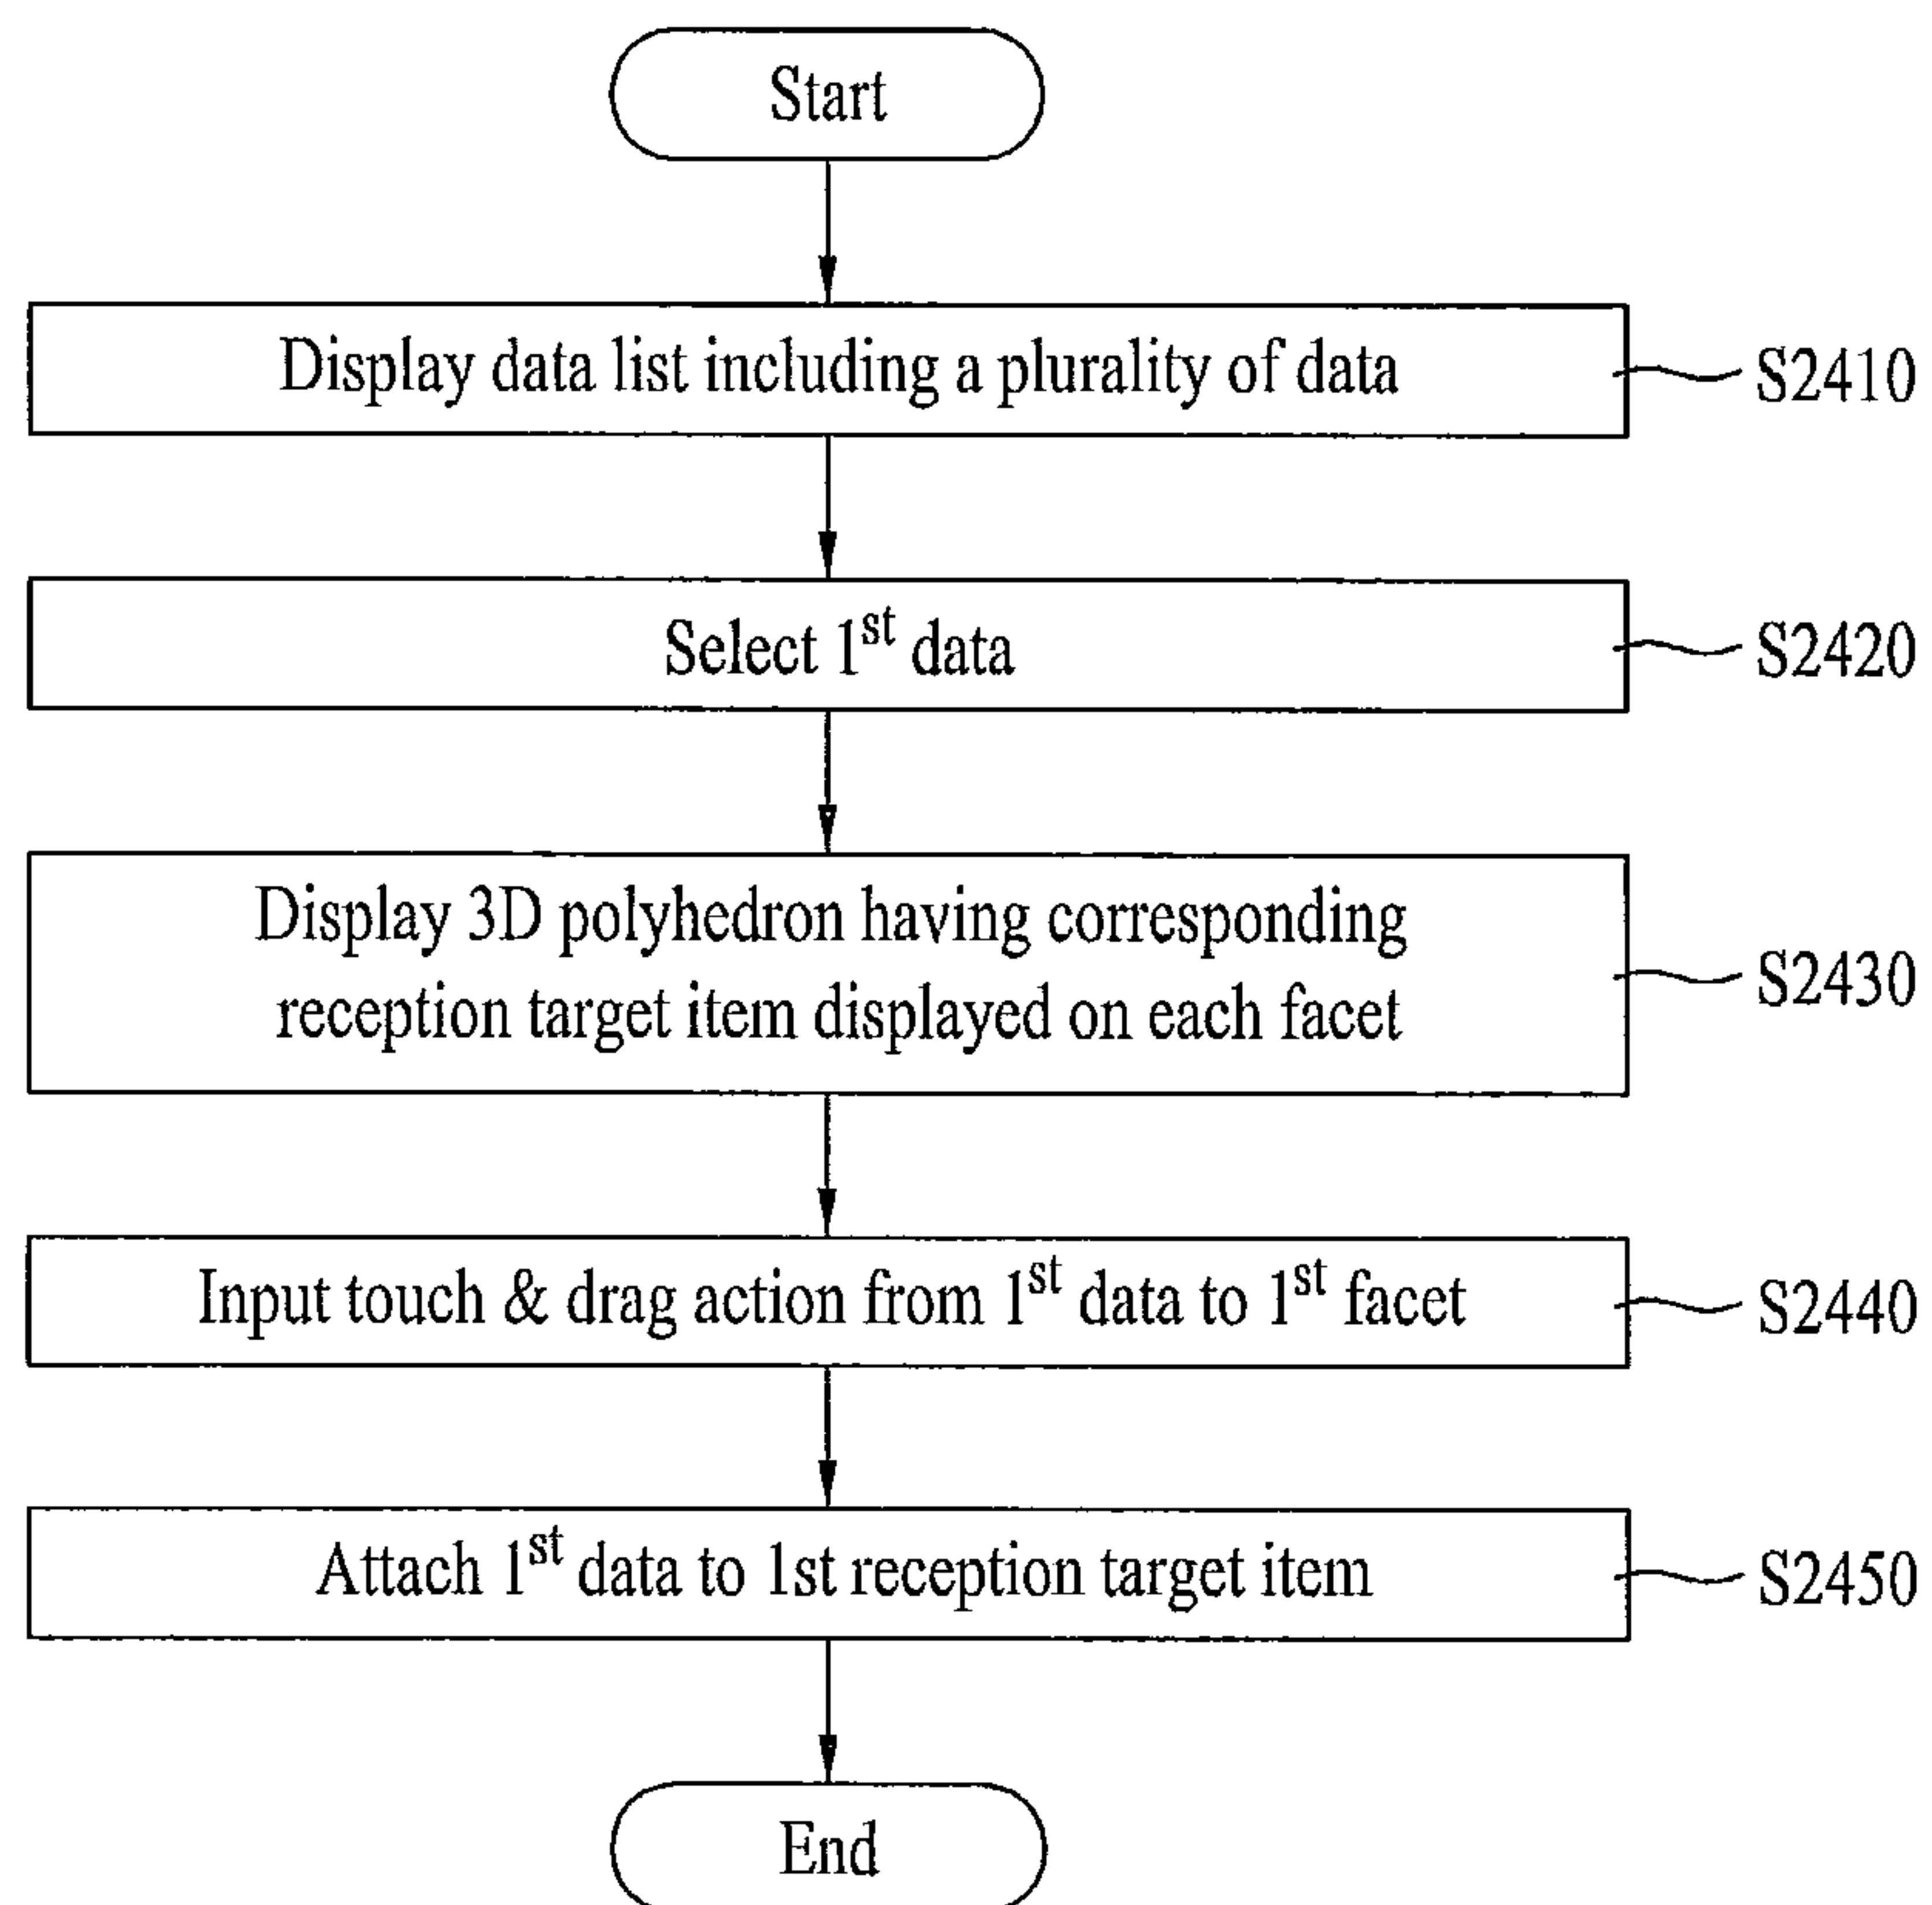 Start
Display data list including a plurality of data
S2410
Select 1st data
S2420
Display 3D polyhedron having corresponding
reception target item displayed on each facet
S2430
Input touch & drag action from 1st data to 1st facet
S2440
Attach 1st data to 1st reception target item
S2450
End